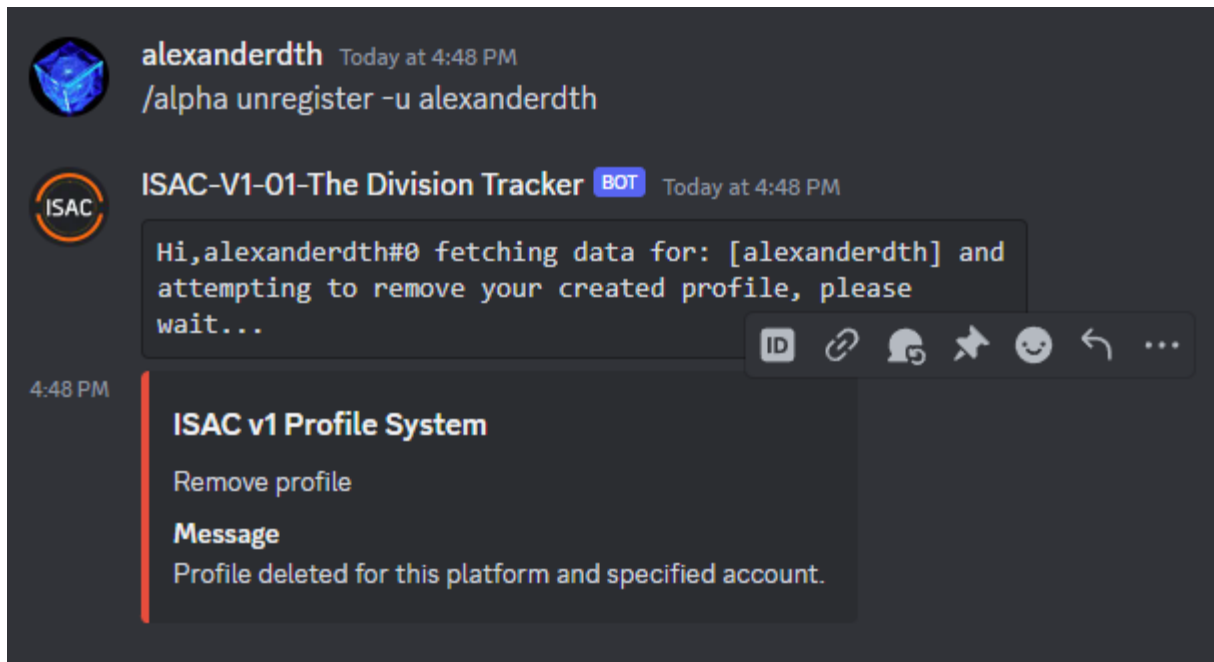 alexanderdth Today at 4:48 PM
/alpha unregister -u alexanderdth
ISAC-V1-01-The Division Tracker BOT Today at 4:48 PM
ISAC
Hi,alexanderdth#0 fetching data for: [alexanderdth] and
attempting to remove your created profile, please
wait...
ID
4:48 PM
ISAC v1 Profile System
Remove profile
Message
Profile deleted for this platform and specified account.